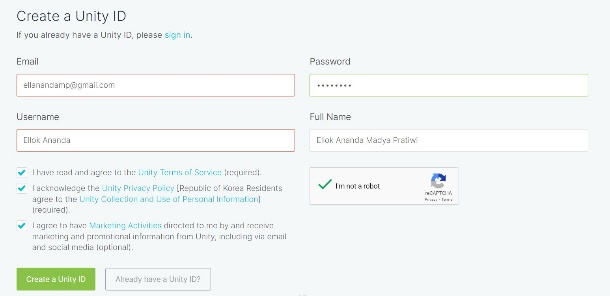 Create a Unity ID
If you already have a Unity ID, please sign in.
Email
Password
ellanandamp@gmail.com
••••••••
Username
Full Name
Ellok Ananda
Ellok Ananda Madya Pratiwi
I have read and agree to the Unity Terms of Service (required).
I acknowledge the Unity Privacy Policy [Republic of Korea Residents
agree to the Unity Collection and Use of Personal Information]
(required).
I agree to have Marketing Activities directed to me by and receive
marketing and promotional information from Unity, including via email
and social media (optional).
I'm not a robot
reCAPTCHA
Privacy - Terms
Create a Unity ID
Already have a Unity ID?